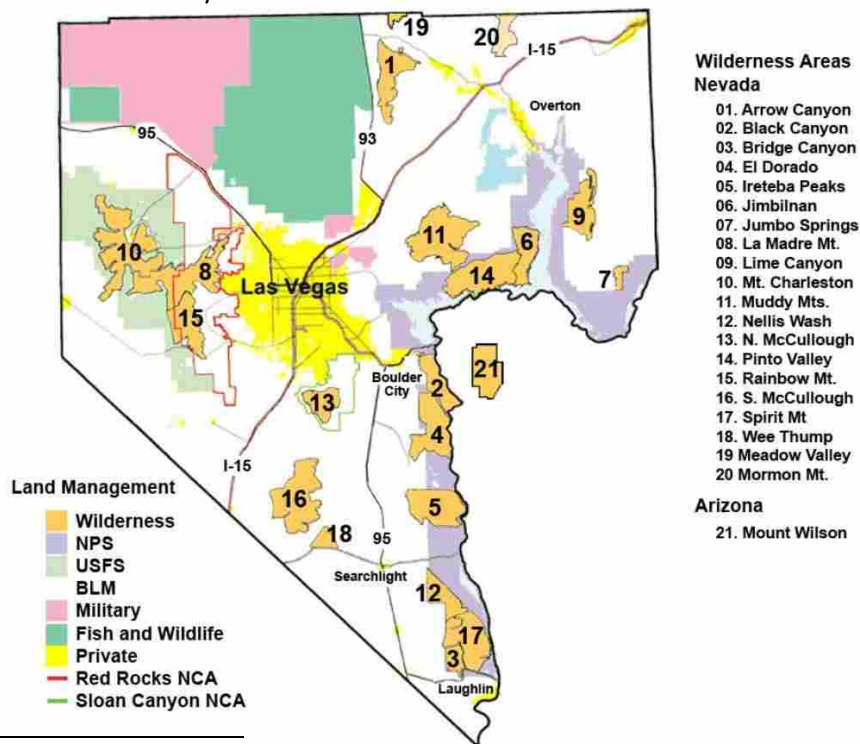 19
20
I-15
1
Overton
95
93
9
11
6
10
8
14
7
Las Vegas
15
21
Boulder
City
2
13
4
I-15
16
5
18
95
Searchlight
12
17
3
Laughlin
Land Management
Wilderness
NPS
USFS
BLM
Military
Fish and Wildlife
Private
Red Rocks NCA
Sloan Canyon NCA
Wilderness Areas
Nevada
01. Arrow Canyon
02. Black Canyon
03. Bridge Canyon
04. El Dorado
05. Ireteba Peaks
06. Jimbilnan
07. Jumbo Springs
08. La Madre Mt.
09. Lime Canyon
10. Mt. Charleston
11. Muddy Mts.
12. Nellis Wash
13. N. McCullough
14. Pinto Valley
15. Rainbow Mt.
16. S. McCullough
17. Spirit Mt
18. Wee Thump
19 Meadow Valley
20 Mormon Mt.
Arizona
21. Mount Wilson